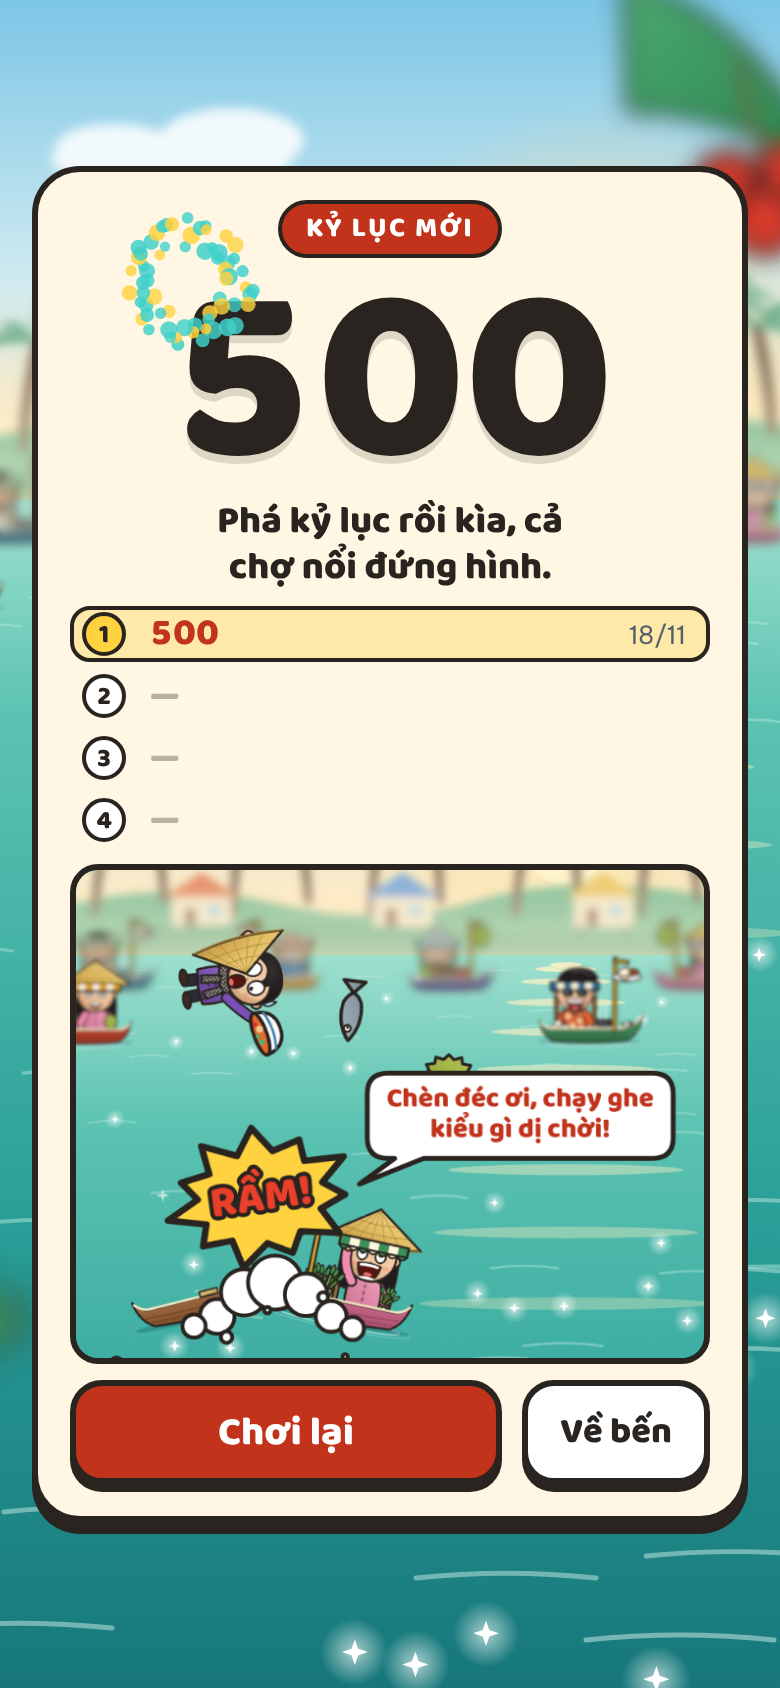 KỶ LỤC MỚI
500
Phá kỷ lục rồi kìa, cả
chợ nổi đứng hình.
1 500 18/11
2 —
3 —
4 —
Chèn đéc ơi, chạy ghe
kiểu gì dị chời!
RẦM!
Chơi lại
Về bến